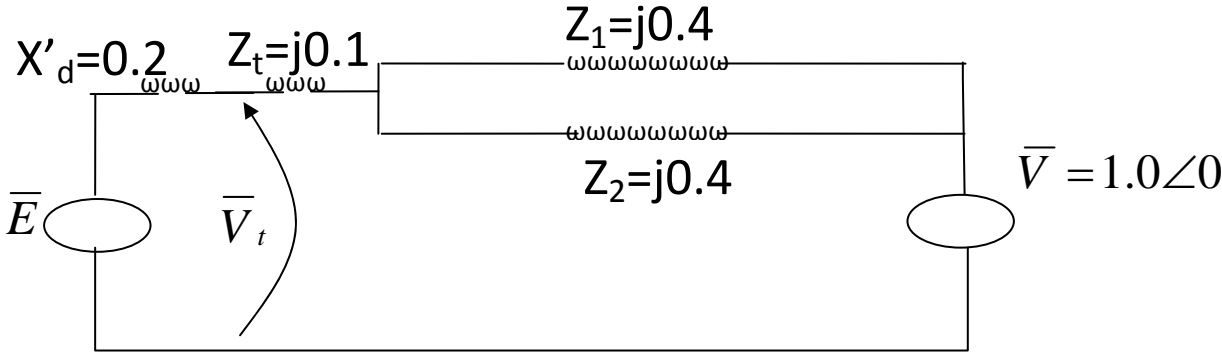 Z₁=j0.4
X'd=0.2 Zₜ=j0.1
Z₂=j0.4
V̅ = 1.0∠0
E̅
V̅ₜ